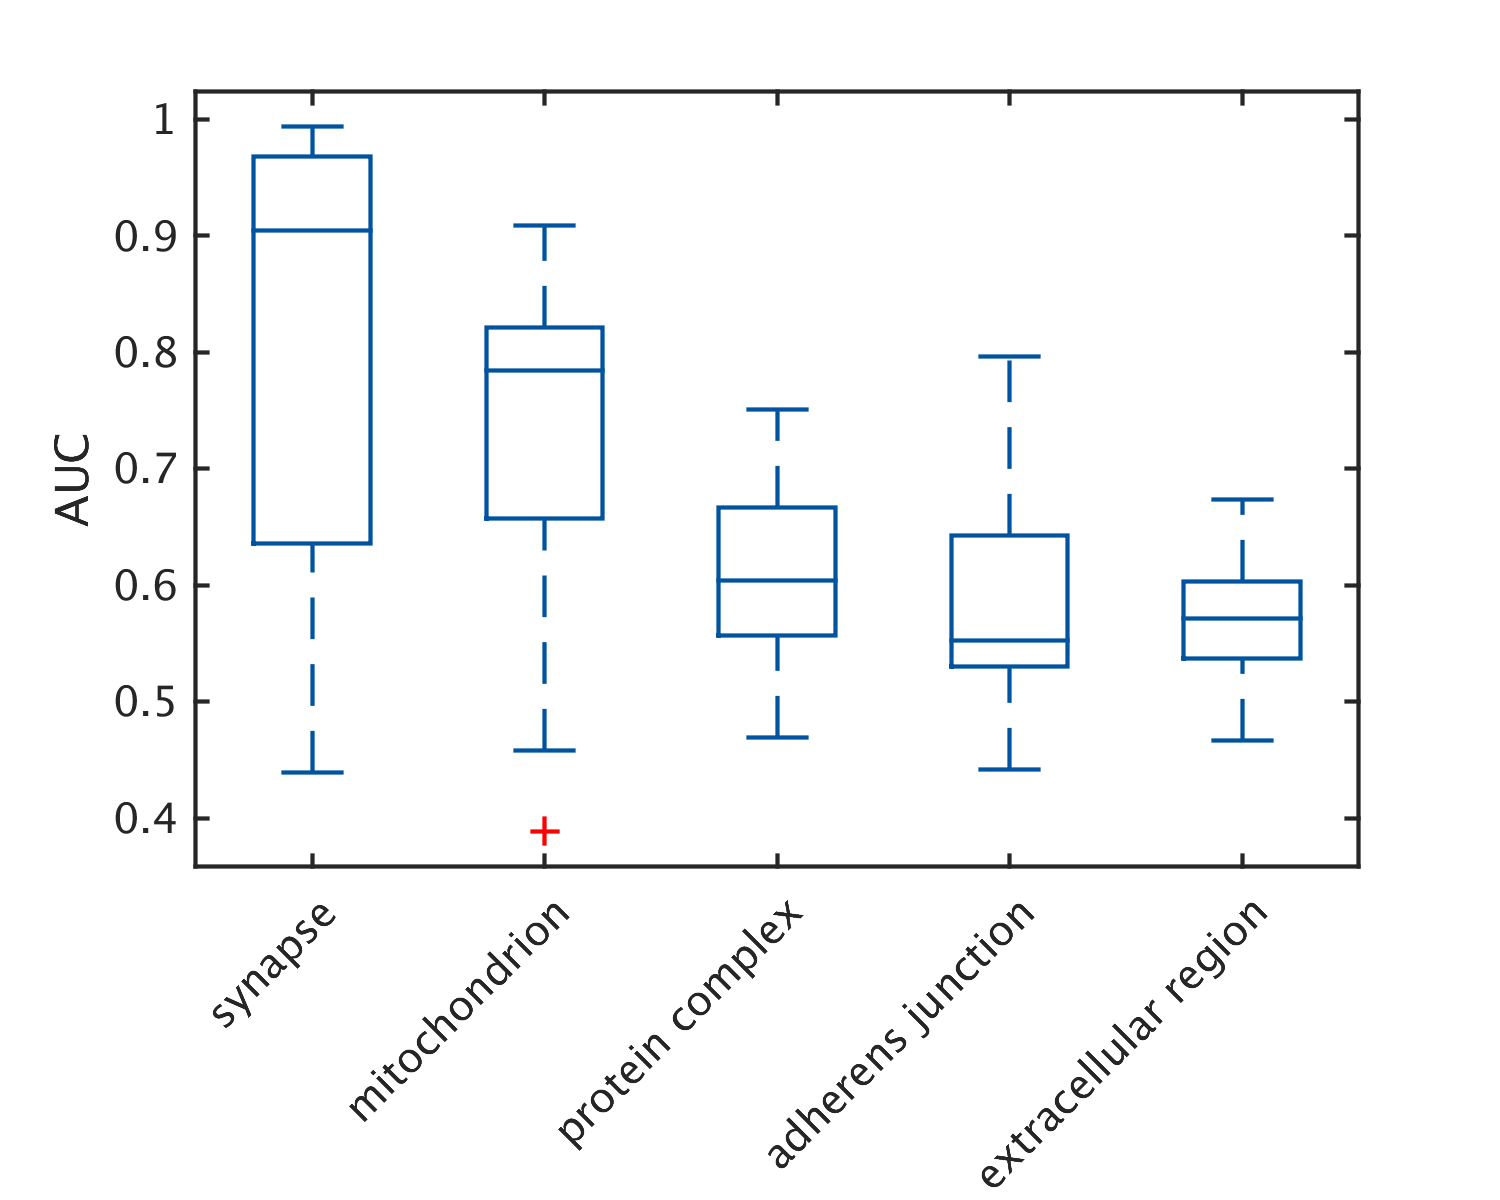 AUC
1
0.9
0.8
0.7
0.6
0.5
0.4
synapse
mitochondrion
protein complex
adherens junction
extracellular region